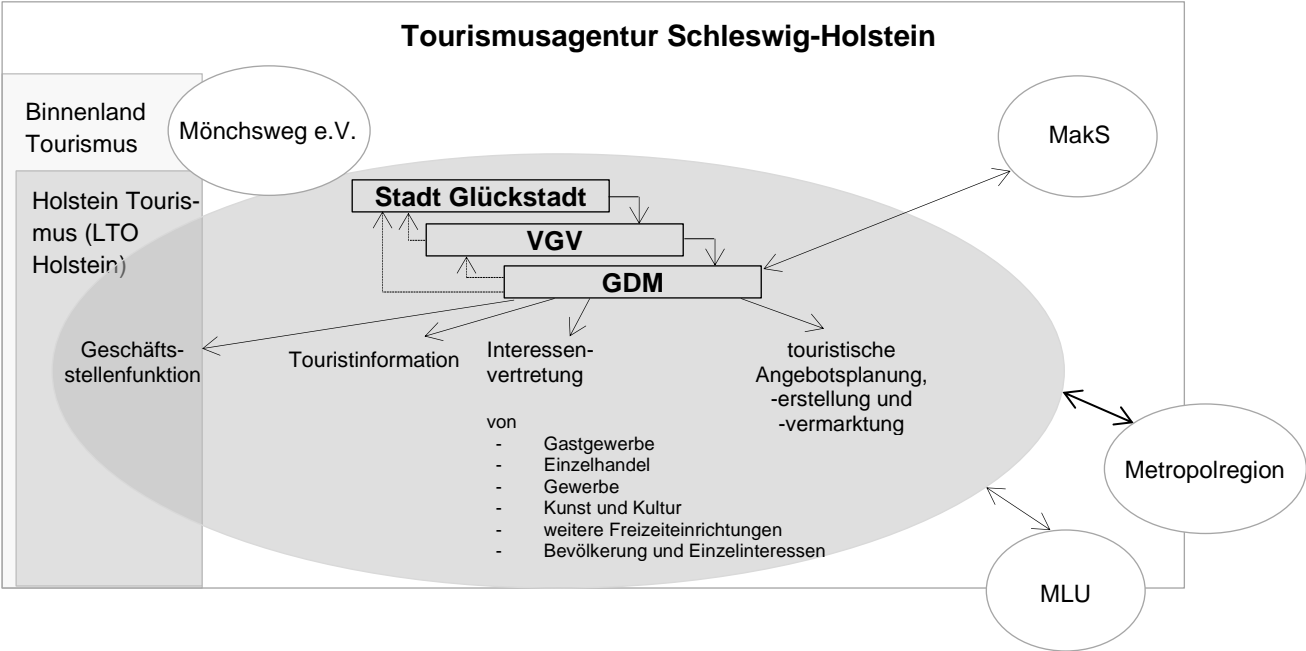 Tourismusagentur Schleswig-Holstein
Binnenland
Tourismus
Mönchsweg e.V.
MakS
Holstein Touris-
mus (LTO
Holstein)
Stadt Glückstadt
VGV
GDM
Geschäfts-
stellenfunktion
Touristinformation
Interessen-
vertretung
touristische
Angebotsplanung,
-erstellung und
-vermarktung
von
- Gastgewerbe
- Einzelhandel
- Gewerbe
- Kunst und Kultur
- weitere Freizeiteinrichtungen
- Bevölkerung und Einzelinteressen
Metropolregion
MLU